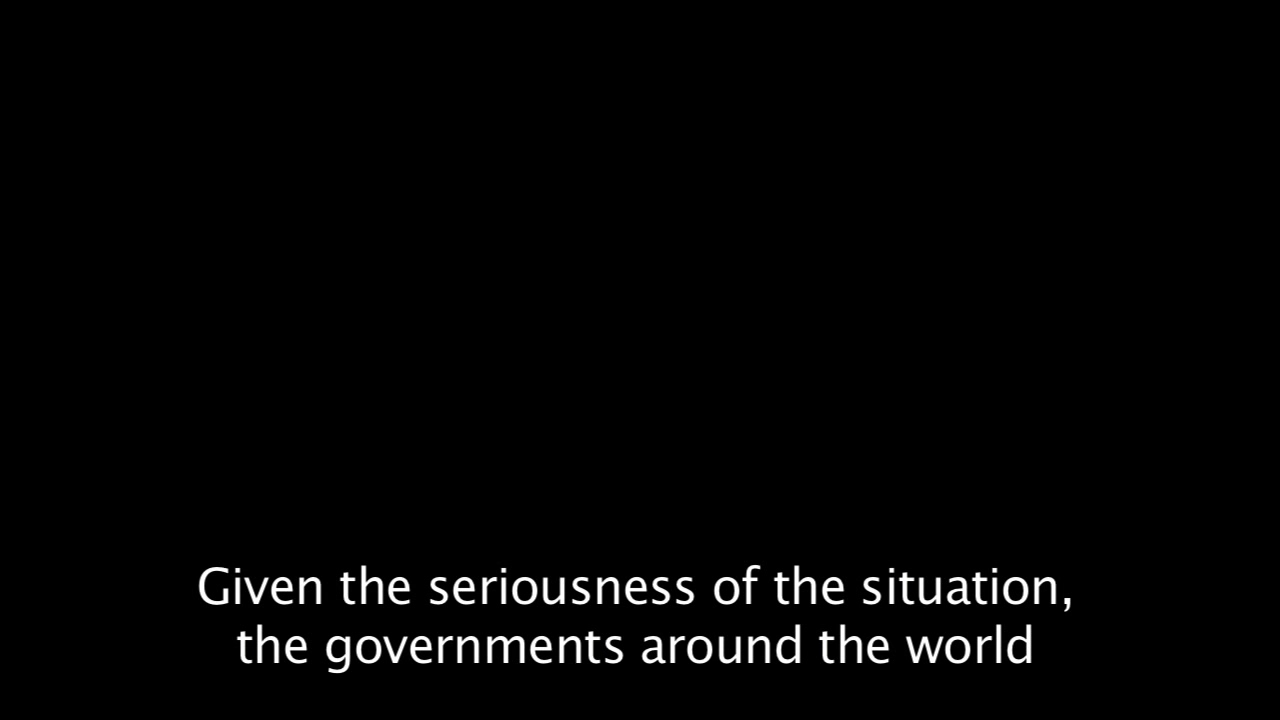 Given the seriousness of the situation,
the governments around the world